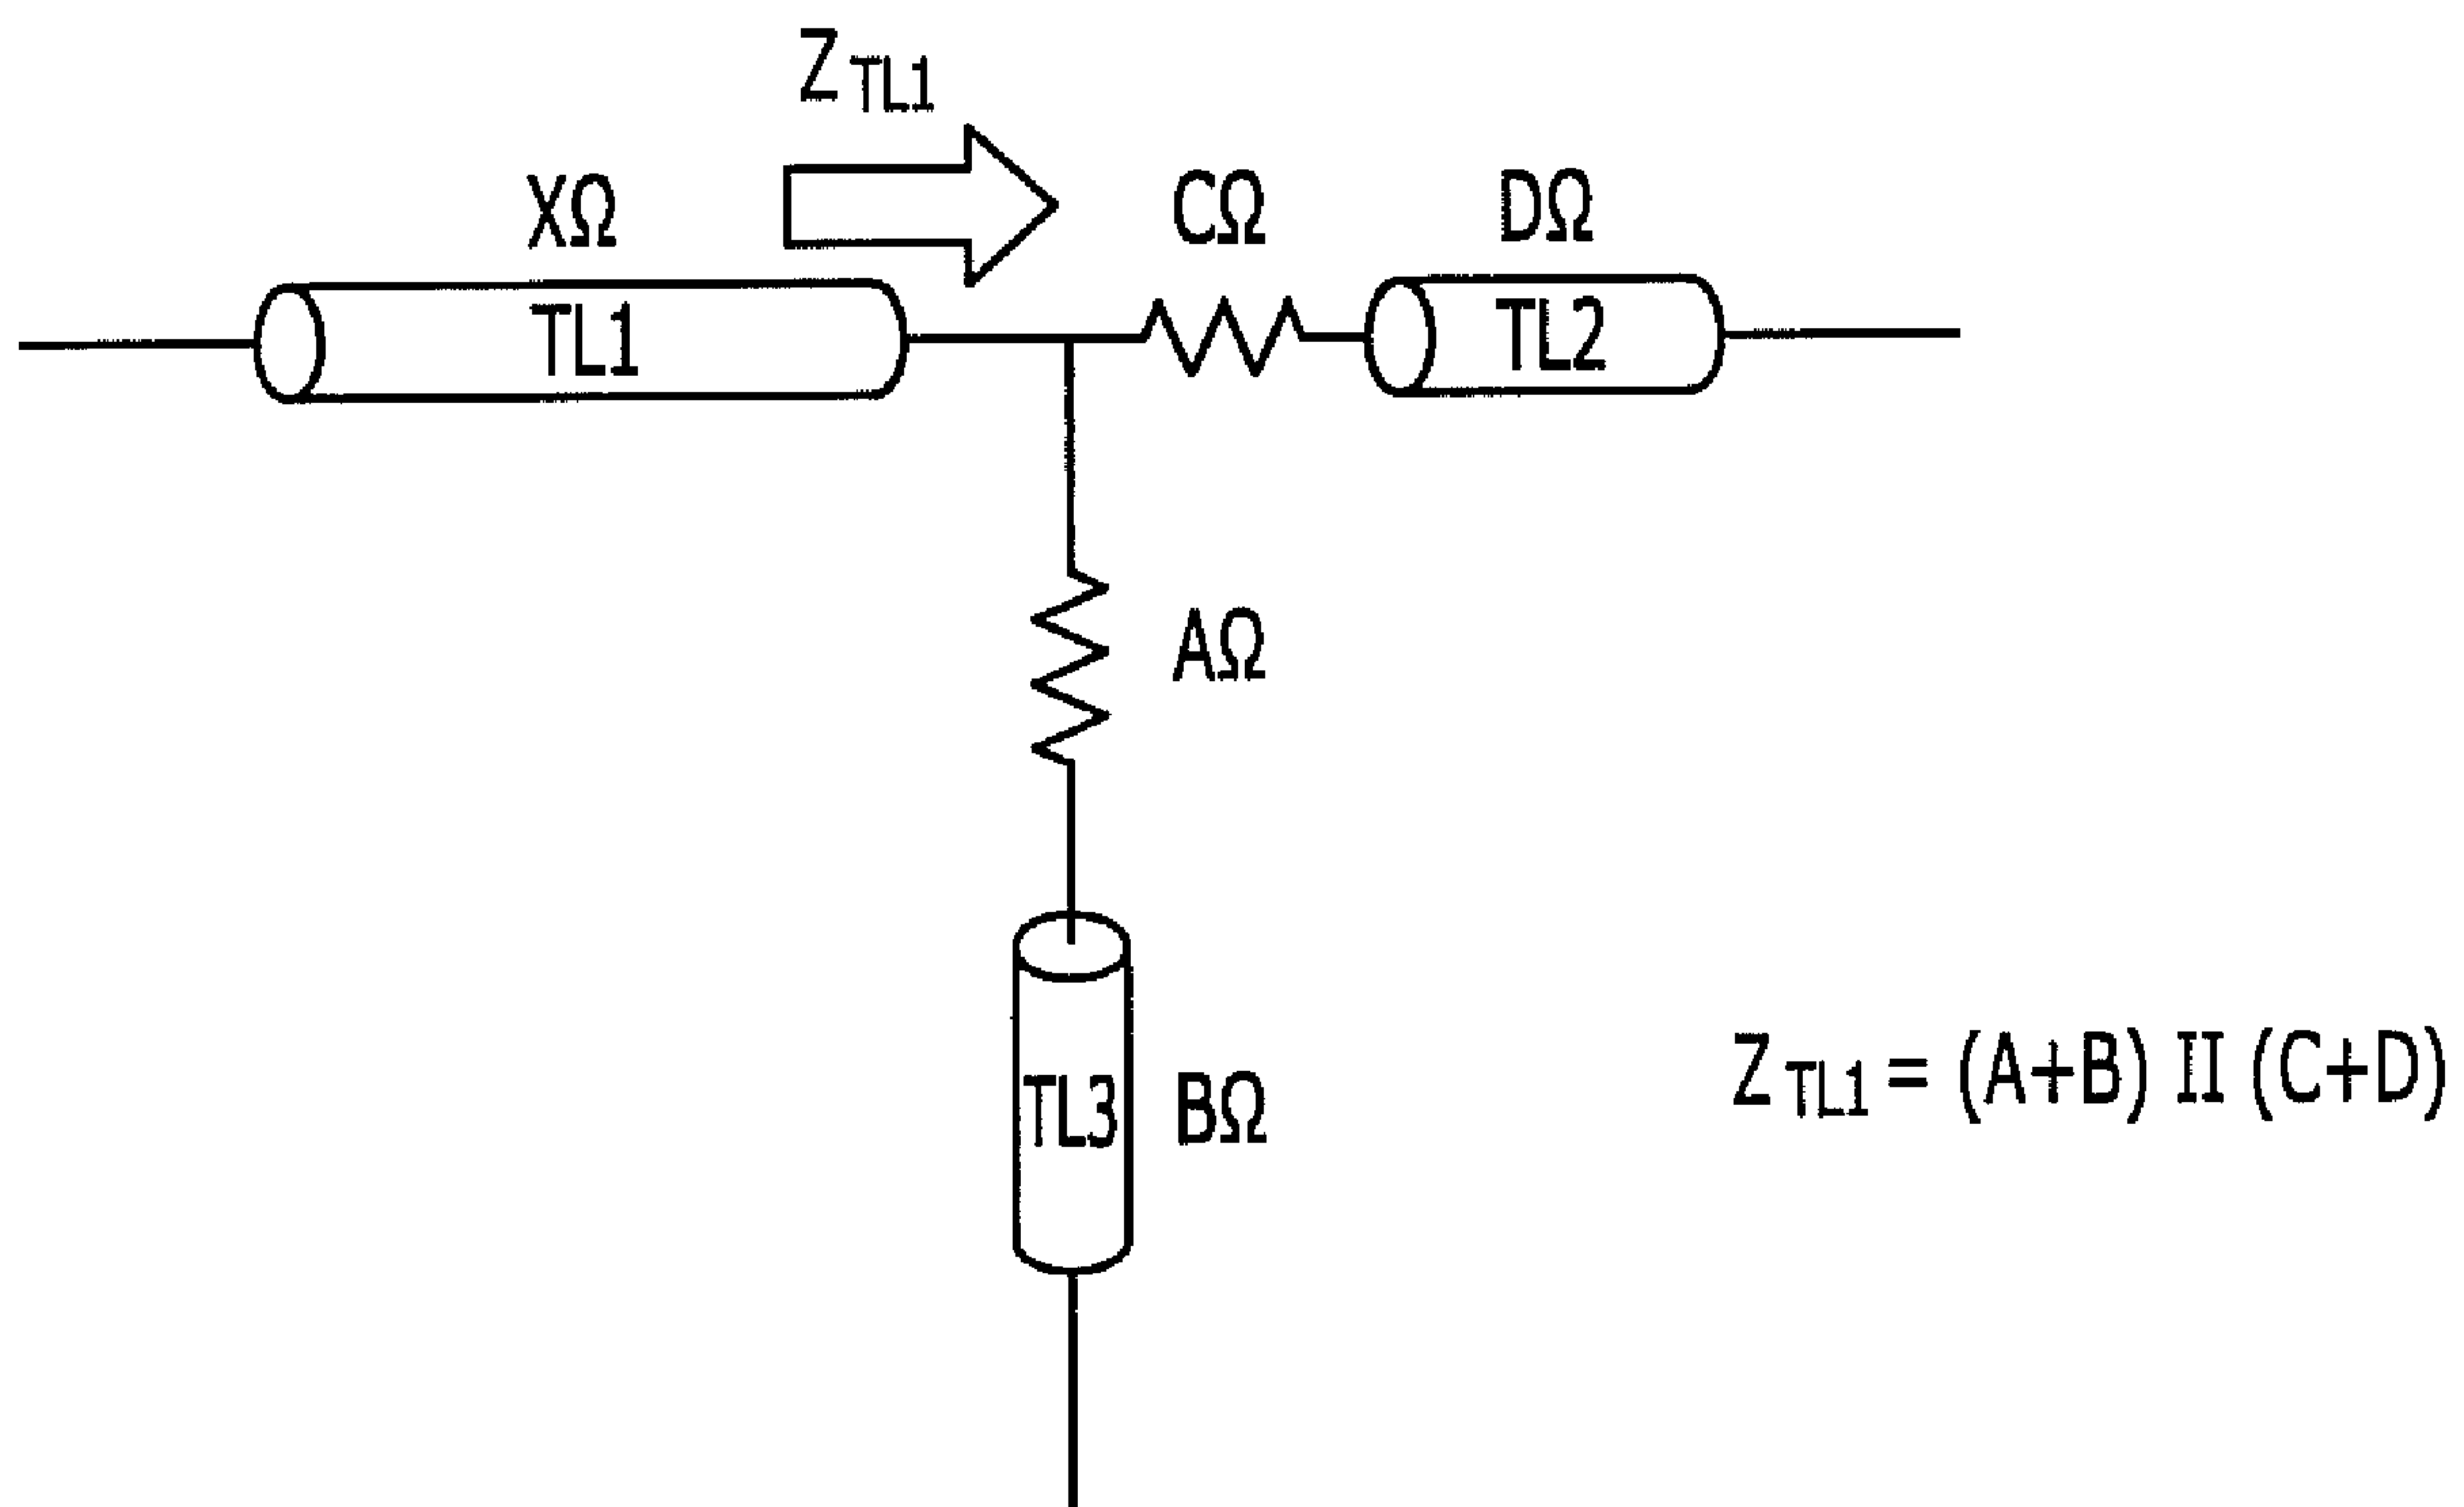 Z TL1
XΩ
CΩ
DΩ
TL1
TL2
AΩ
TL3
BΩ
Z TL1 = (A+B) II (C+D)